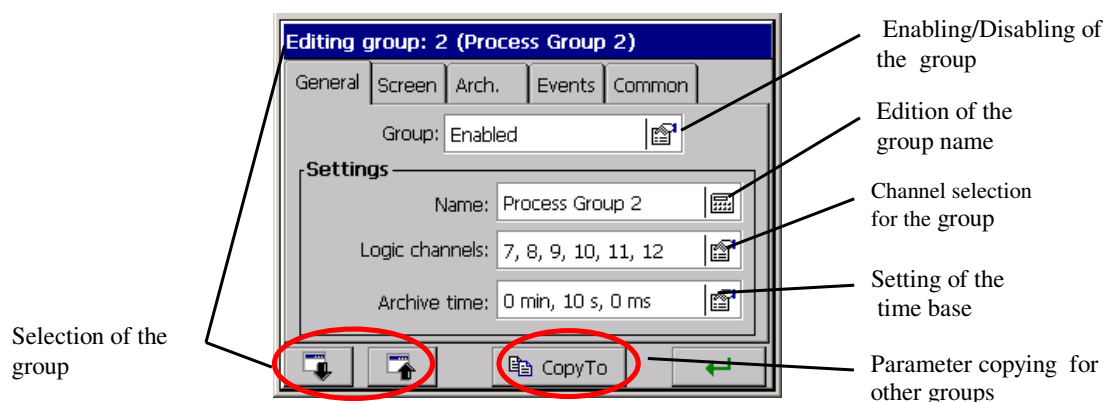 Editing group: 2 (Process Group 2)
General Screen Arch. Events Common
Group: Enabled
Settings
Name: Process Group 2
Logic channels: 7, 8, 9, 10, 11, 12
Archive time: 0 min, 10 s, 0 ms
CopyTo
Enabling/Disabling of
the group
Edition of the
group name
Channel selection
for the group
Setting of the
time base
Parameter copying for
other groups
Selection of the
group